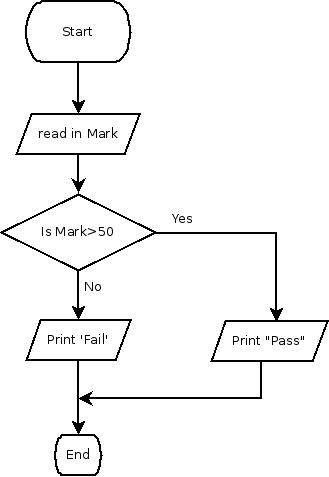 Start
read in Mark
Is Mark>50
Yes
No
Print 'Fail'
Print "Pass"
End